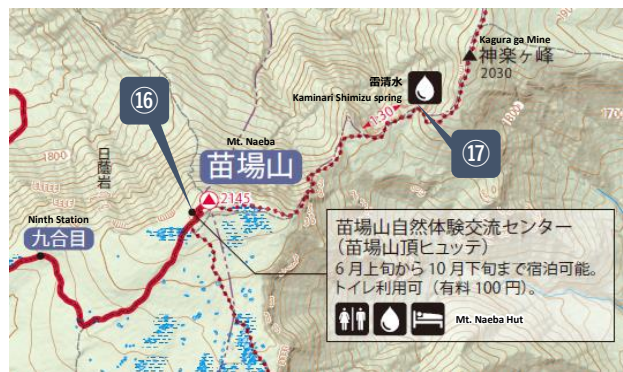 Kagura ga Mine
神楽ヶ峰
2030
雷清水
Kaminari Shimizu spring
⑯
1:30
1800
170
⑰
Mt. Naeba
苗場山
2145
1800
日蔭岩
Ninth Station
九合目
苗場山自然体験交流センター
(苗場山頂ヒュッテ)
6月上旬から10月下旬まで宿泊可能。
トイレ利用可(有料100円)。
Mt. Naeba Hut